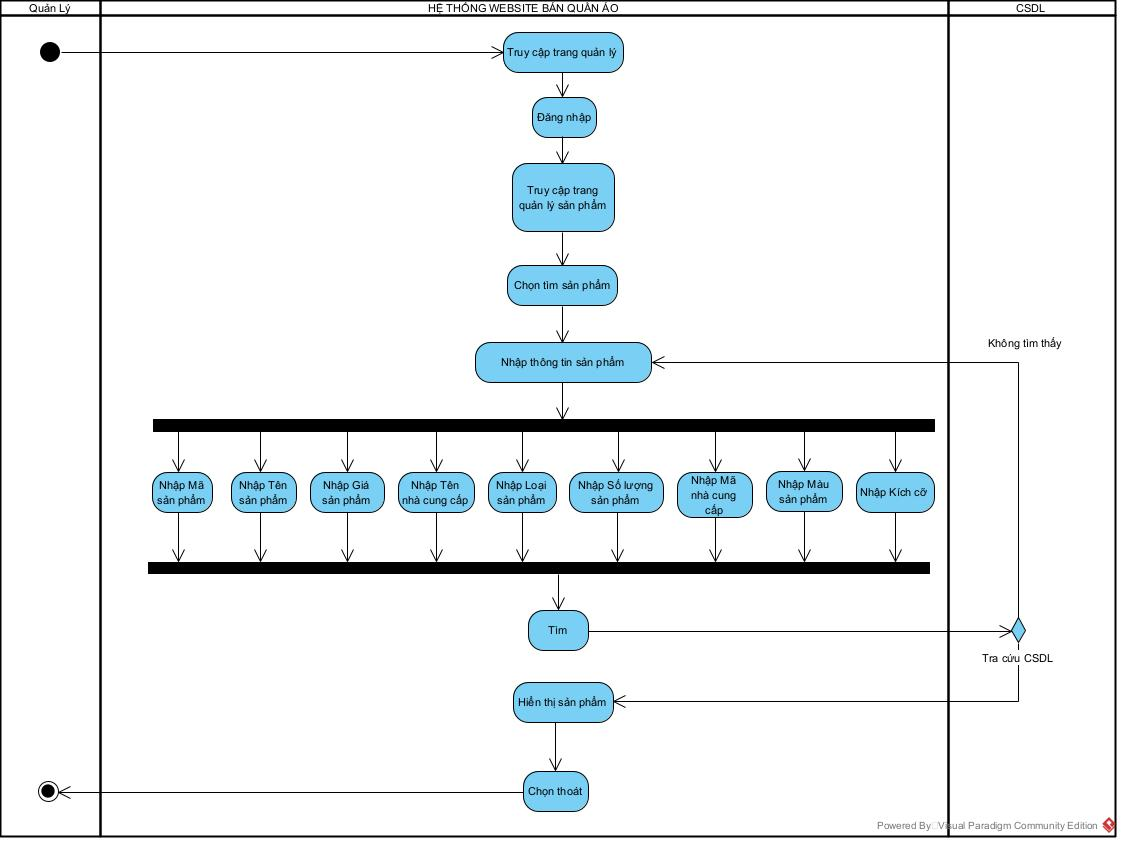 Quản Lý
HỆ THỐNG WEBSITE BÁN QUẦN ÁO
CSDL
Truy cập trang quản lý
Đăng nhập
Truy cập trang
quản lý sản phẩm
Chọn tìm sản phẩm
Không tìm thấy
Nhập thông tin sản phẩm
Nhập Mã
sản phẩm
Nhập Tên
sản phẩm
Nhập Giá
sản phẩm
Nhập Tên
nhà cung cấp
Nhập Loại
sản phẩm
Nhập Số lượng
sản phẩm
Nhập Mã
nhà cung
cấp
Nhập Màu
sản phẩm
Nhập Kích cỡ
Tìm
Tra cứu CSDL
Hiển thị sản phẩm
Chọn thoát
Powered By Visual Paradigm Community Edition